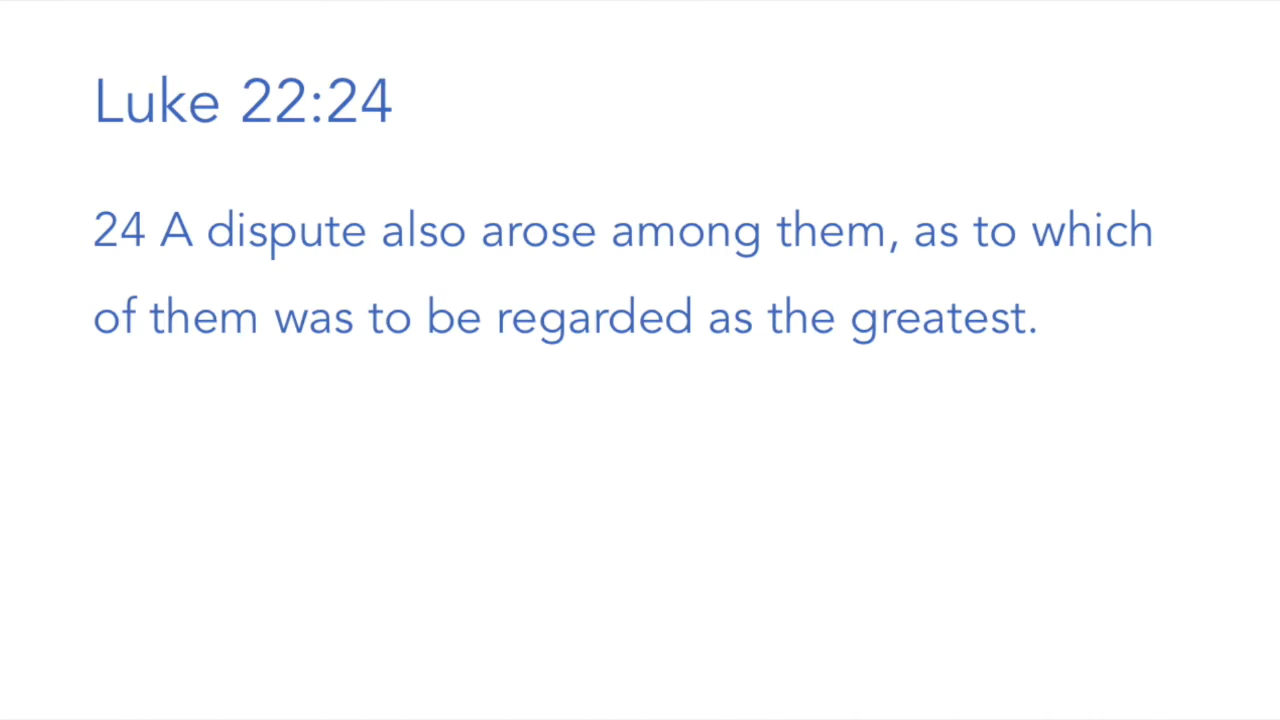 Luke 22:24
24 A dispute also arose among them, as to which
of them was to be regarded as the greatest.